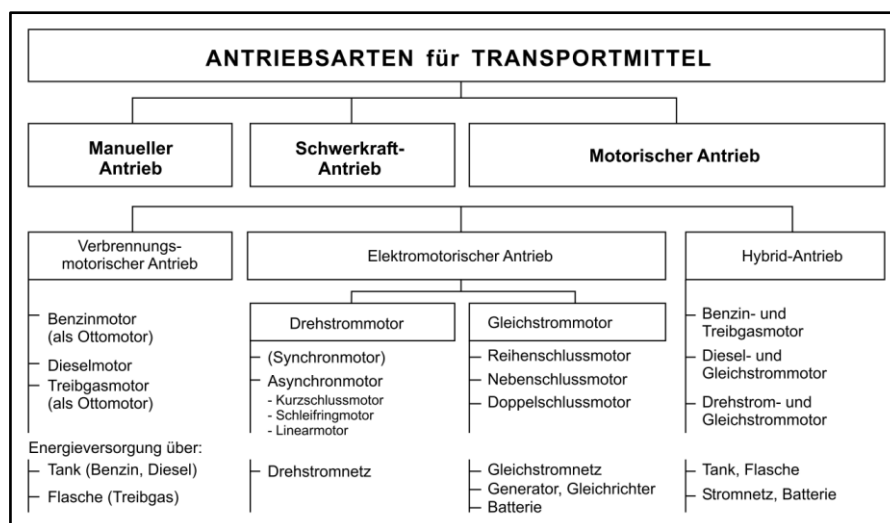 ANTRIEBSARTEN für TRANSPORTMITTEL
Manueller
Antrieb
Schwerkraft-
Antrieb
Motorischer Antrieb
Verbrennungs-
motorischer Antrieb
Benzinmotor
(als Ottomotor)
Dieselmotor
Treibgasmotor
(als Ottomotor)
Energieversorgung über:
Tank (Benzin, Diesel)
Flasche (Treibgas)
Elektromotorischer Antrieb
Drehstrommotor
(Synchronmotor)
Asynchronmotor
- Kurzschlussmotor
- Schleifringmotor
- Linearmotor
Drehstromnetz
Gleichstrommotor
Reihenschlussmotor
Nebenschlussmotor
Doppelschlussmotor
Gleichstromnetz
Generator, Gleichrichter
Batterie
Hybrid-Antrieb
Benzin- und
Treibgasmotor
Diesel- und
Gleichstrommotor
Drehstrom- und
Gleichstrommotor
Tank, Flasche
Stromnetz, Batterie